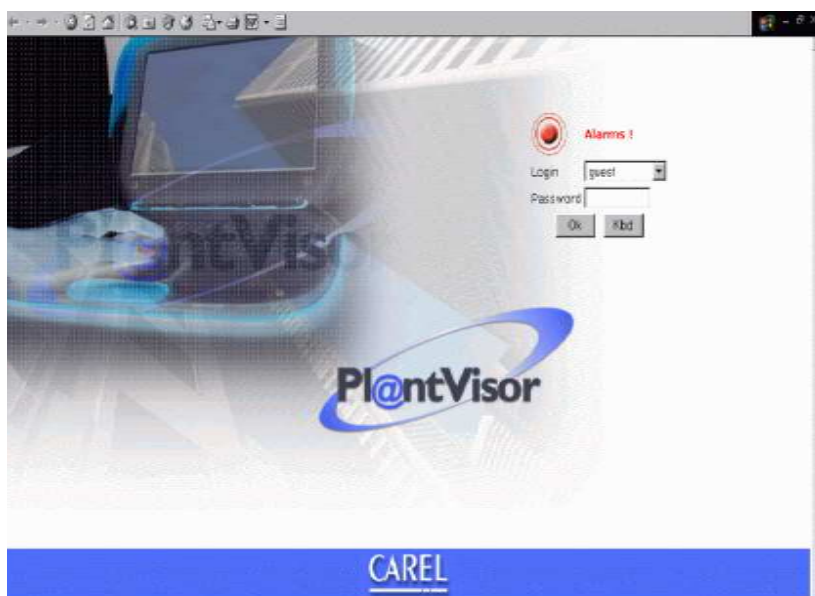 Alarms !
Login guest
Password
Ok Kbd
PlantVis
Pl@ntVisor
CAREL